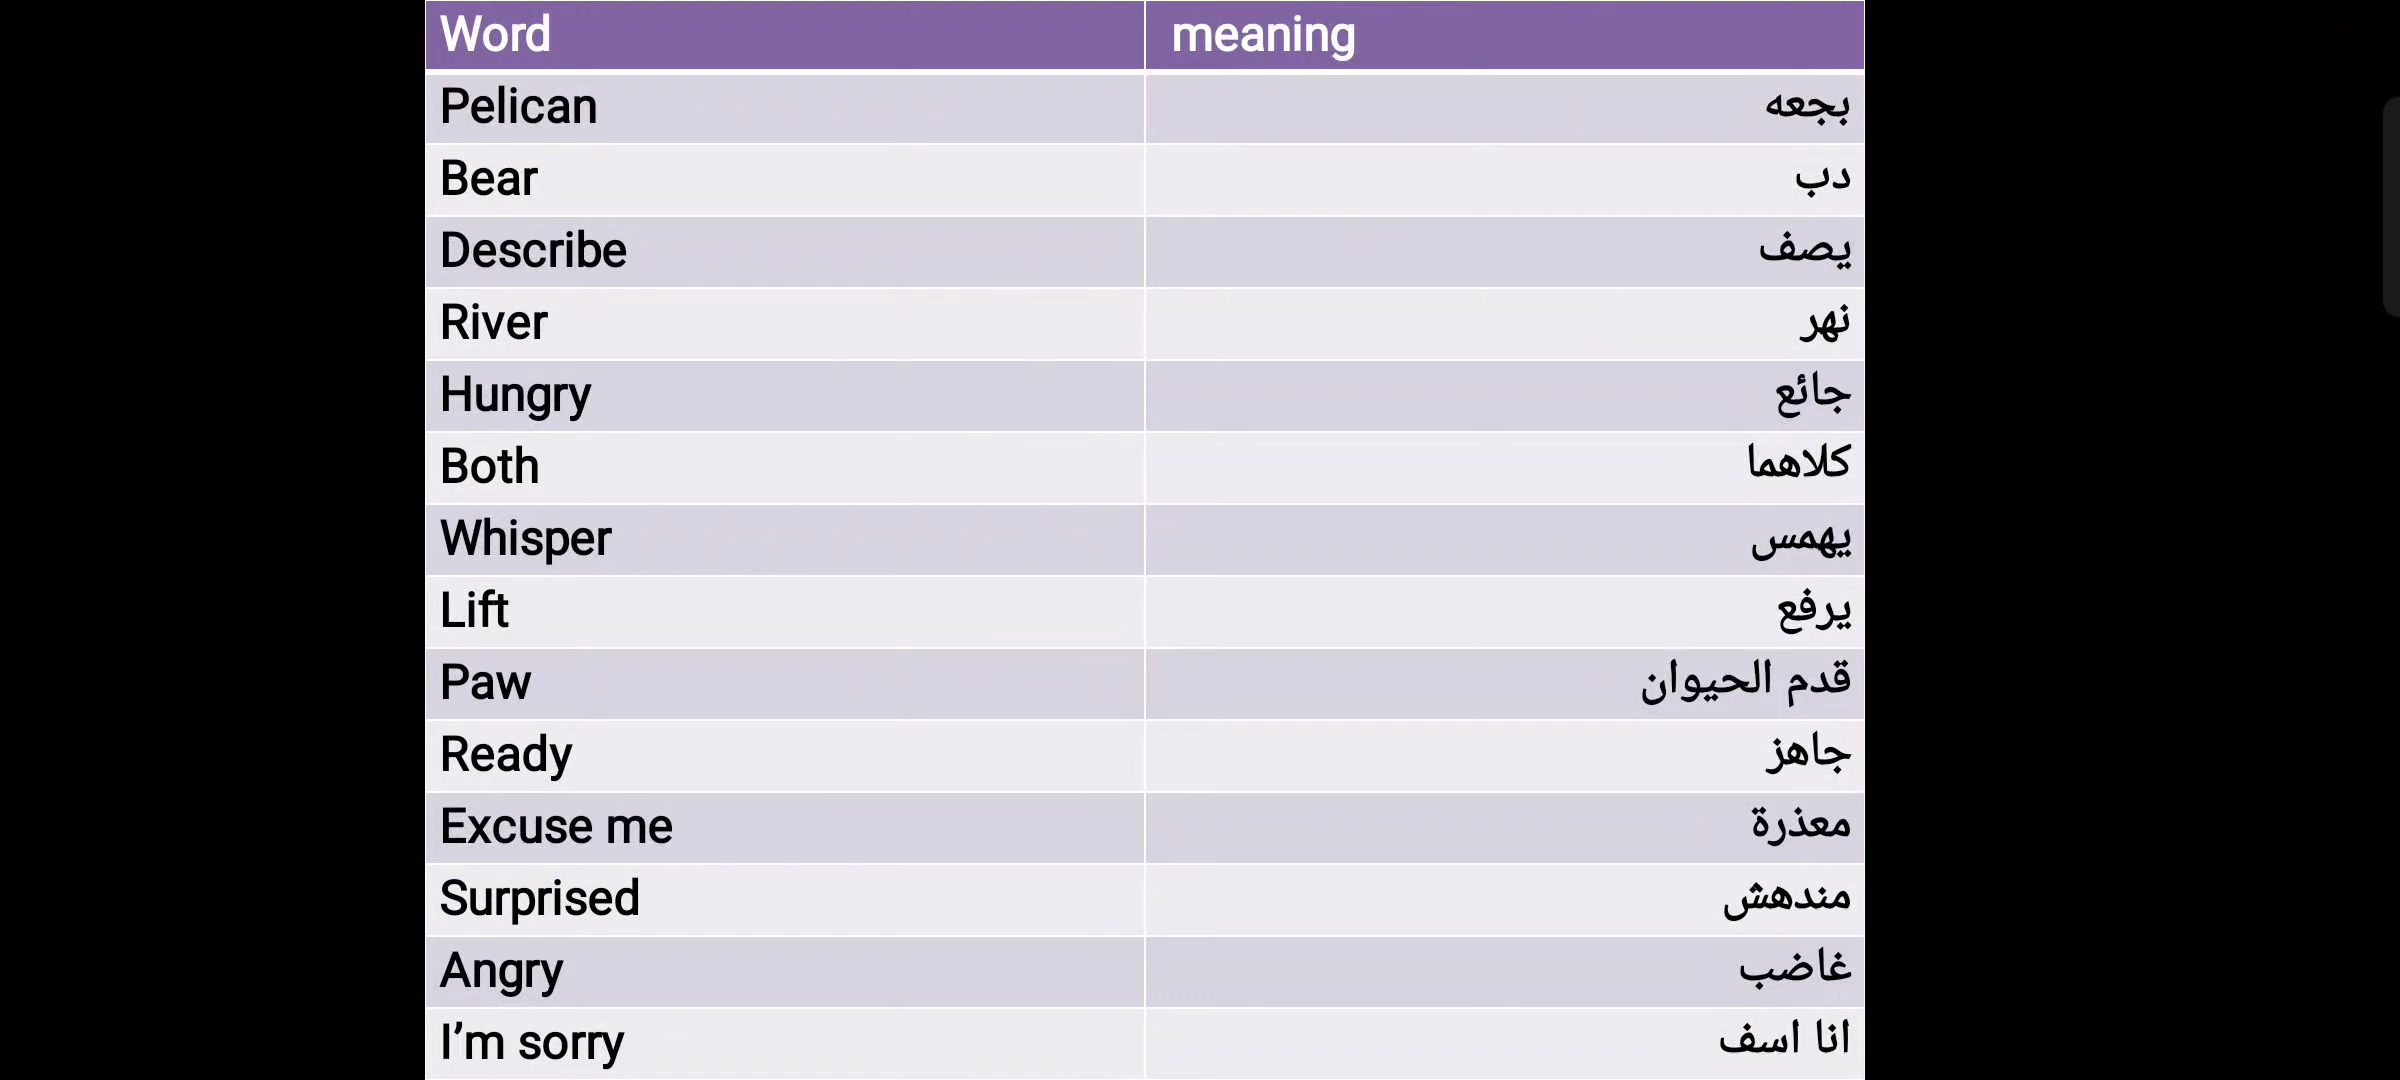 Word meaning
Pelican بجعه
Bear دب
Describe يصف
River نهر
Hungry جائع
Both كلاهما
Whisper يهمس
Lift يرفع
Paw قدم الحيوان
Ready جاهز
Excuse me معذرة
Surprised مندهش
Angry غاضب
I’m sorry انا اسف